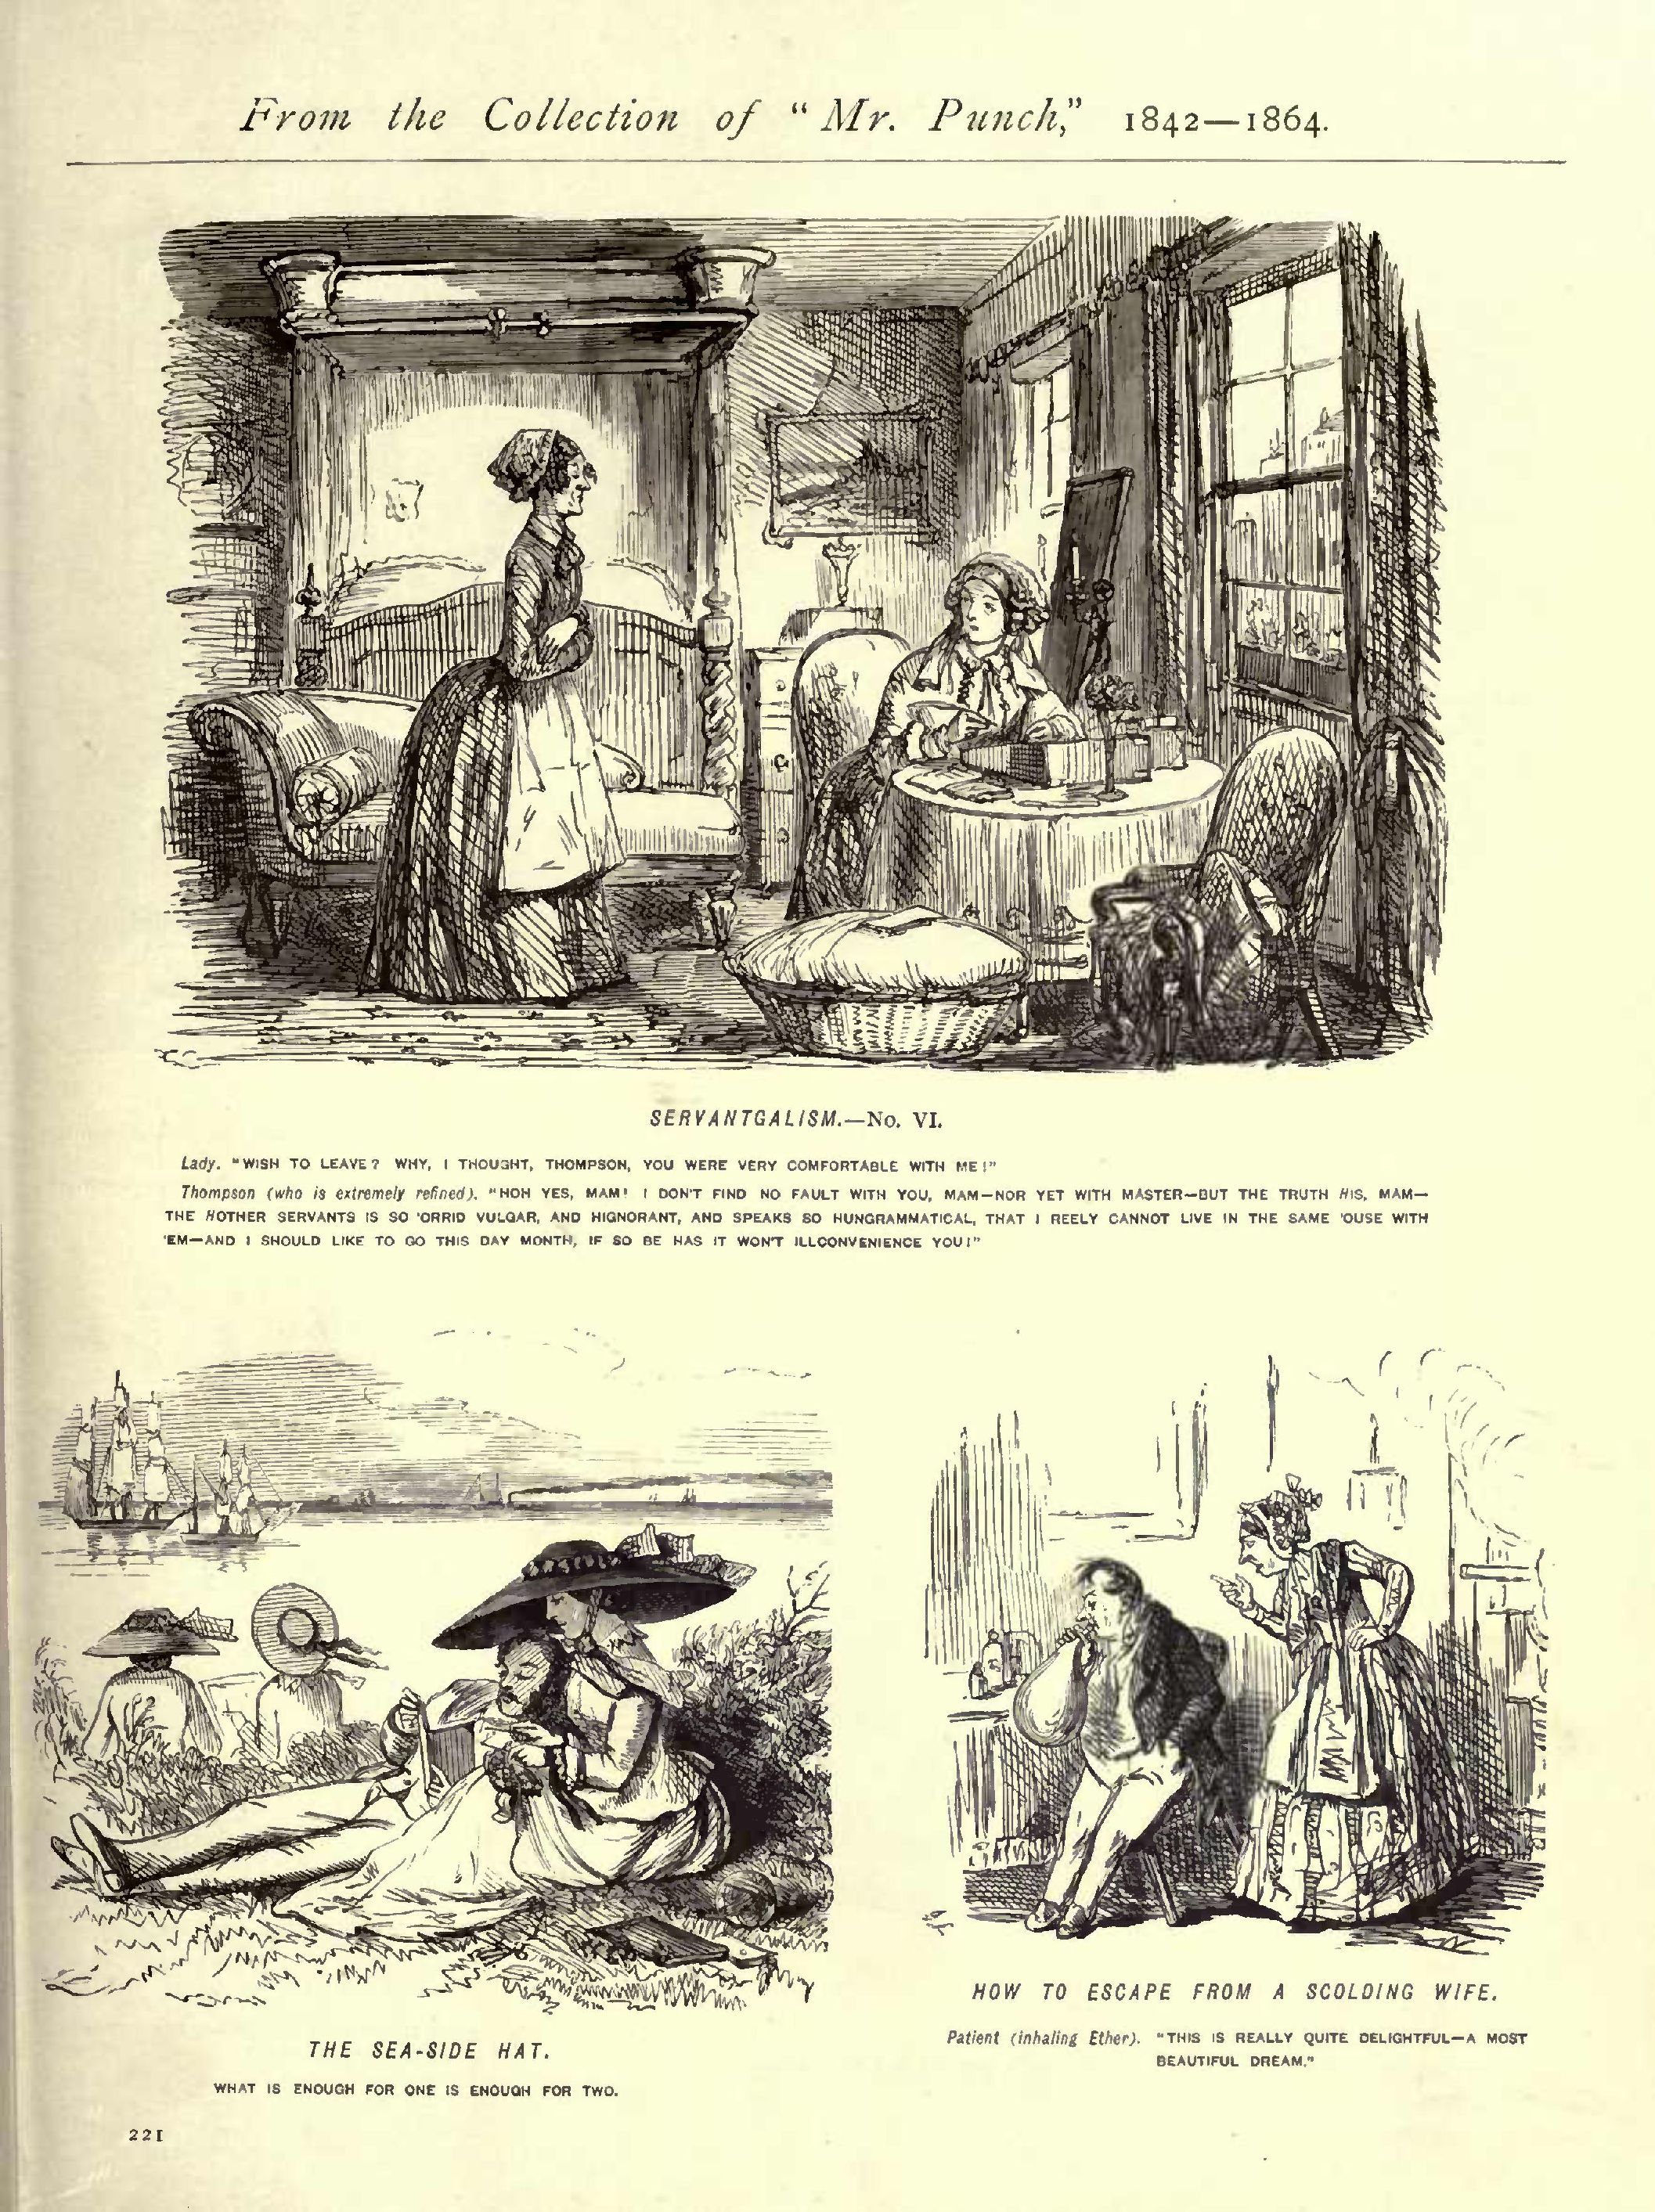 From the Collection of “Mr. Punch,” 1842—1864.
SERVANTGALISM.—No. VI.
Lady. “WISH TO LEAVE? WHY, I THOUGHT, THOMPSON, YOU WERE VERY COMFORTABLE WITH ME!”
Thompson (who is extremely refined). “HOH YES, MAM! I DON'T FIND NO FAULT WITH YOU, MAM—NOR YET WITH MASTER—BUT THE TRUTH HIS, MAM—
THE HOTHER SERVANTS IS SO 'ORRID VULGAR, AND HIGNORANT, AND SPEAKS SO HUNGRAMMATICAL, THAT I REELY CANNOT LIVE IN THE SAME 'OUSE WITH
'EM—AND I SHOULD LIKE TO GO THIS DAY MONTH, IF SO BE HAS IT WON'T ILLCONVENIENCE YOU!”
THE SEA-SIDE HAT.
WHAT IS ENOUGH FOR ONE IS ENOUGH FOR TWO.
HOW TO ESCAPE FROM A SCOLDING WIFE.
Patient (inhaling Ether). “THIS IS REALLY QUITE DELIGHTFUL—A MOST
BEAUTIFUL DREAM.”
221